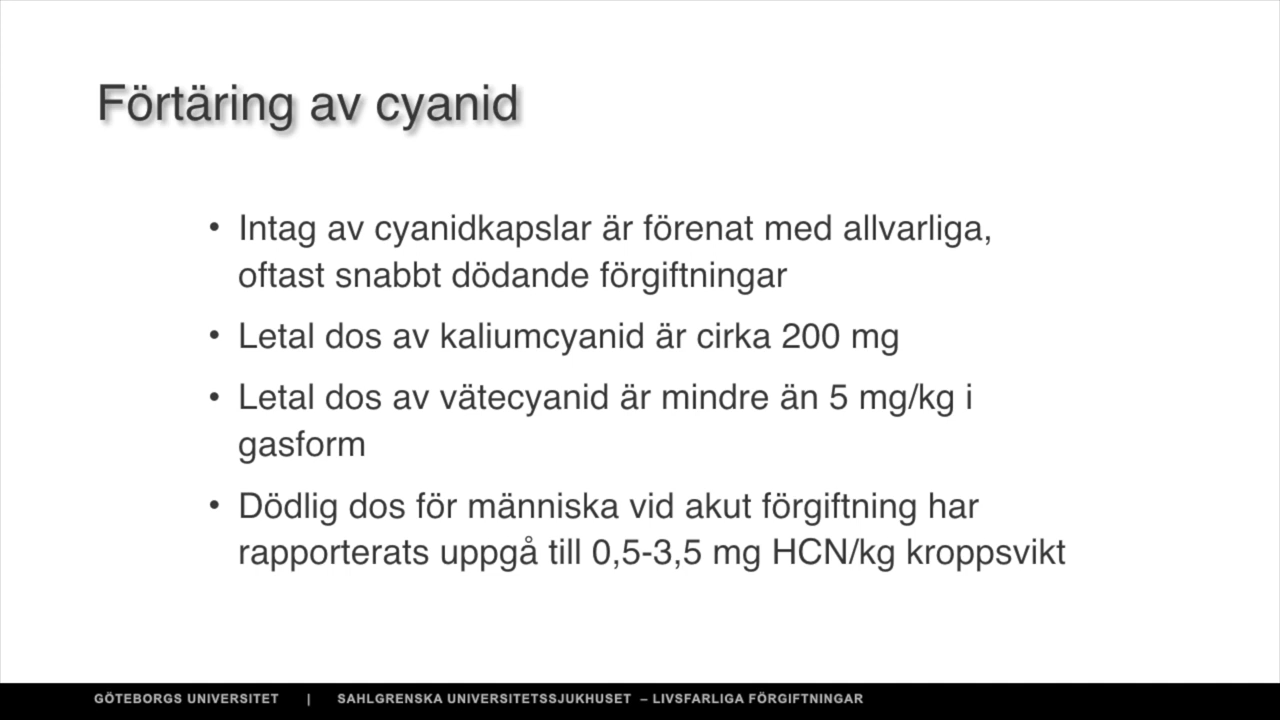 Förtäring av cyanid
• Intag av cyanidkapslar är förenat med allvarliga,
oftast snabbt dödande förgiftningar
• Letal dos av kaliumcyanid är cirka 200 mg
• Letal dos av vätecyanid är mindre än 5 mg/kg i
gasform
• Dödlig dos för människa vid akut förgiftning har
rapporterats uppgå till 0,5-3,5 mg HCN/kg kroppsvikt
GÖTEBORGS UNIVERSITET | SAHLGRENSKA UNIVERSITETSSJUKHUSET – LIVSFARLIGA FÖRGIFTNINGAR